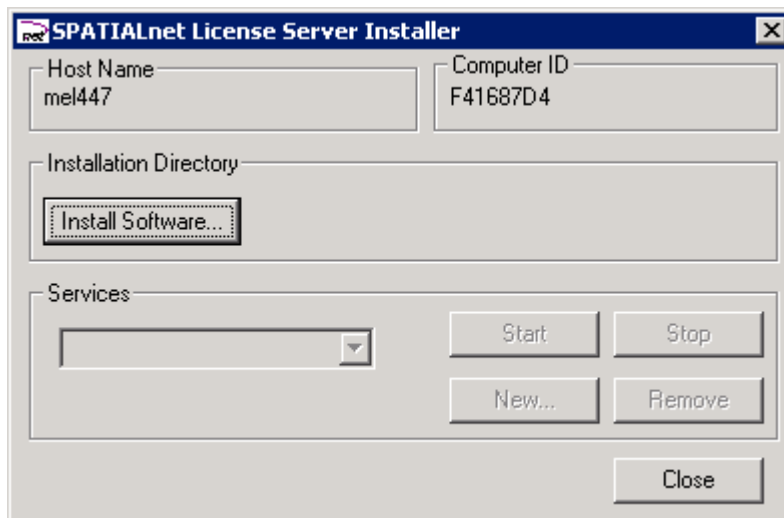 SPATIALnet License Server Installer
Host Name
mel447
Computer ID
F41687D4
Installation Directory
Install Software...
Services
Start
Stop
New...
Remove
Close